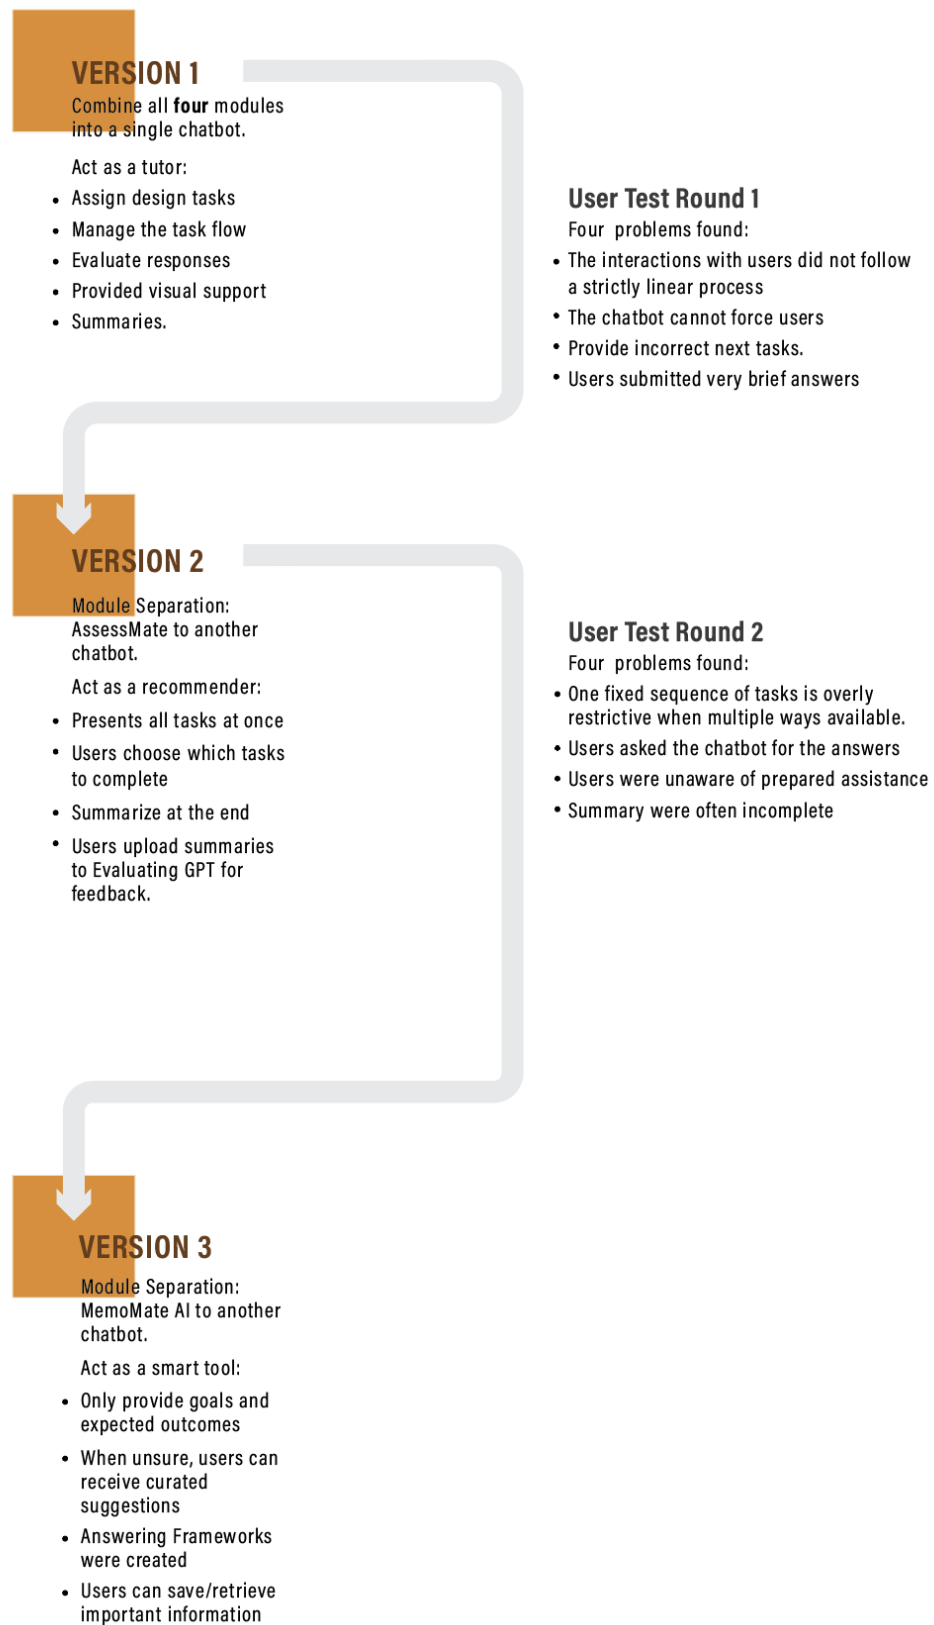 VERSION 1
Combine all four modules
into a single chatbot.
Act as a tutor:
• Assign design tasks
• Manage the task flow
• Evaluate responses
• Provided visual support
• Summaries.
User Test Round 1
Four problems found:
• The interactions with users did not follow
a strictly linear process
• The chatbot cannot force users
• Provide incorrect next tasks.
• Users submitted very brief answers
VERSION 2
Module Separation:
AssessMate to another
chatbot.
Act as a recommender:
• Presents all tasks at once
• Users choose which tasks
to complete
• Summarize at the end
• Users upload summaries
to Evaluating GPT for
feedback.
User Test Round 2
Four problems found:
• One fixed sequence of tasks is overly
restrictive when multiple ways available.
• Users asked the chatbot for the answers
• Users were unaware of prepared assistance
• Summary were often incomplete
VERSION 3
Module Separation:
MemoMate AI to another
chatbot.
Act as a smart tool:
• Only provide goals and
expected outcomes
• When unsure, users can
receive curated
suggestions
• Answering Frameworks
were created
• Users can save/retrieve
important information